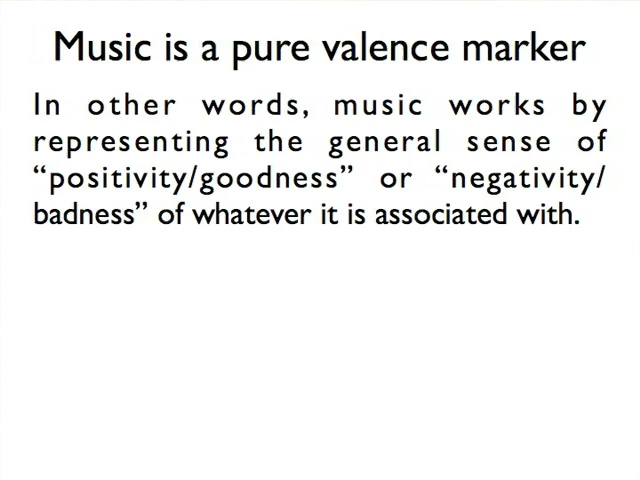 Music is a pure valence marker
In other words, music works by
representing the general sense of
“positivity/goodness” or “negativity/
badness” of whatever it is associated with.